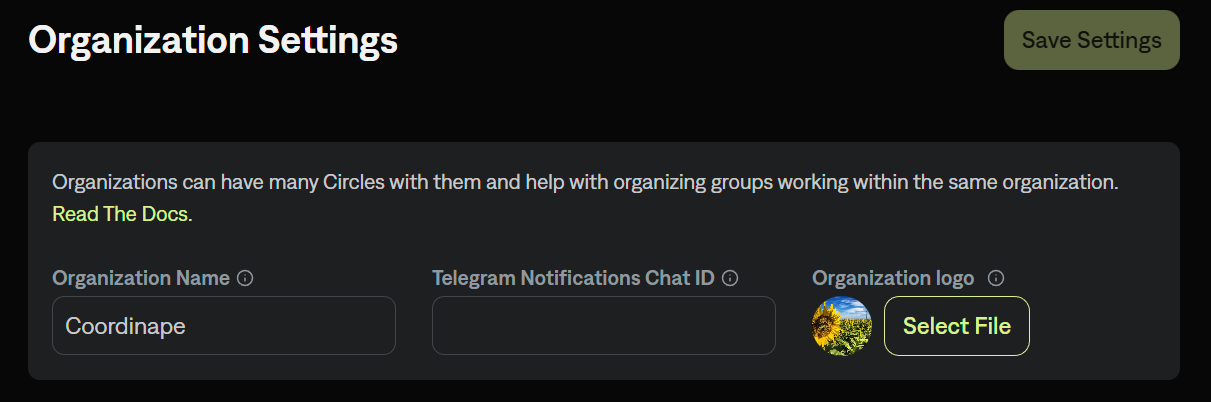 Organization Settings
Save Settings
Organizations can have many Circles with them and help with organizing groups working within the same organization.
Read The Docs.
Organization Name
Telegram Notifications Chat ID
Organization logo
Coordinape
Select File